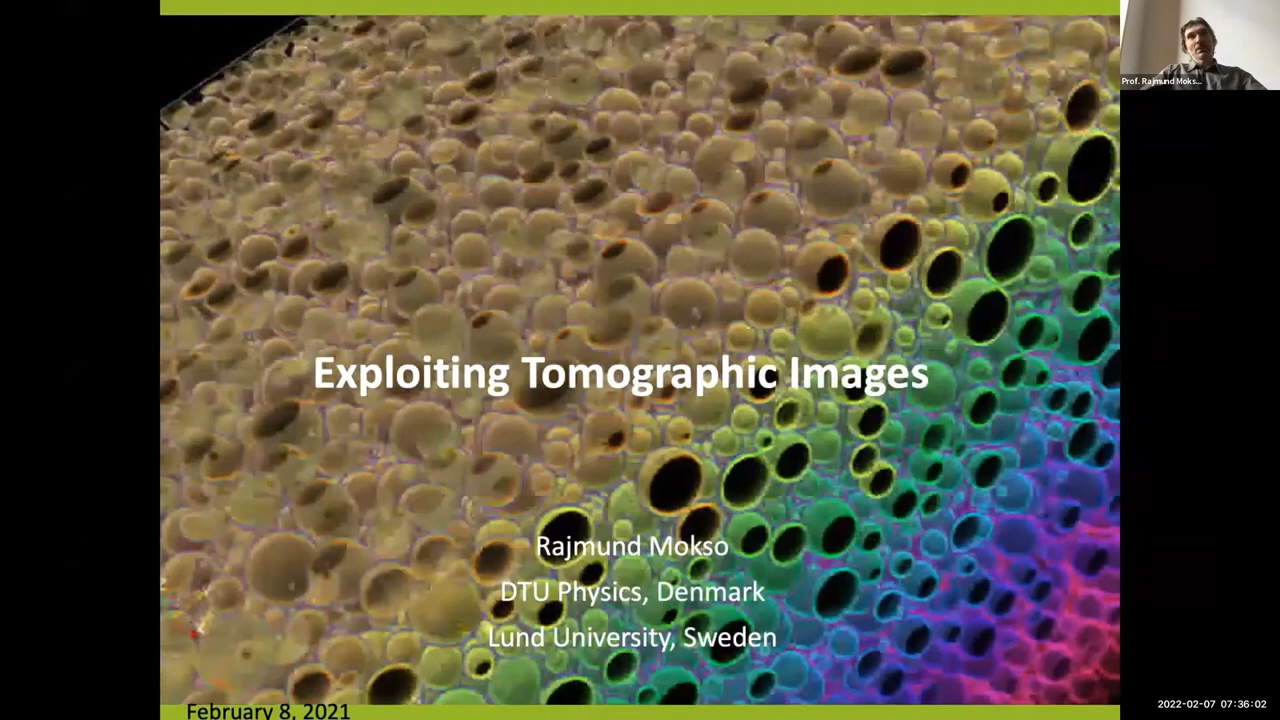 Prof. Rajmund Moks...
Exploiting Tomographic Images
Rajmund Mokso
DTU Physics, Denmark
Lund University, Sweden
February 8, 2021
2022-02-07 07:36:02